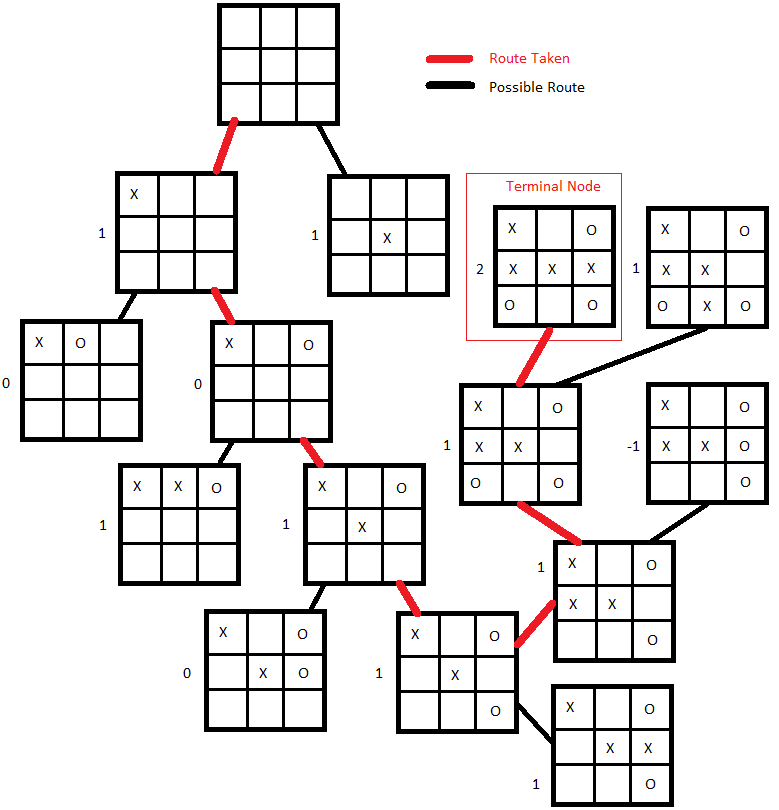 Route Taken
Possible Route
Terminal Node
X
1
X
1
X O
X X X
2
O O
X O
X X
1
O X O
X O
0
X O
0
X O
X X
1
O O
X O
X X O
-1
O
X X O
1
X O
X
1
X O
X X
1
O
X O
X O
0
X O
X
1
O
X O
X X
O
1